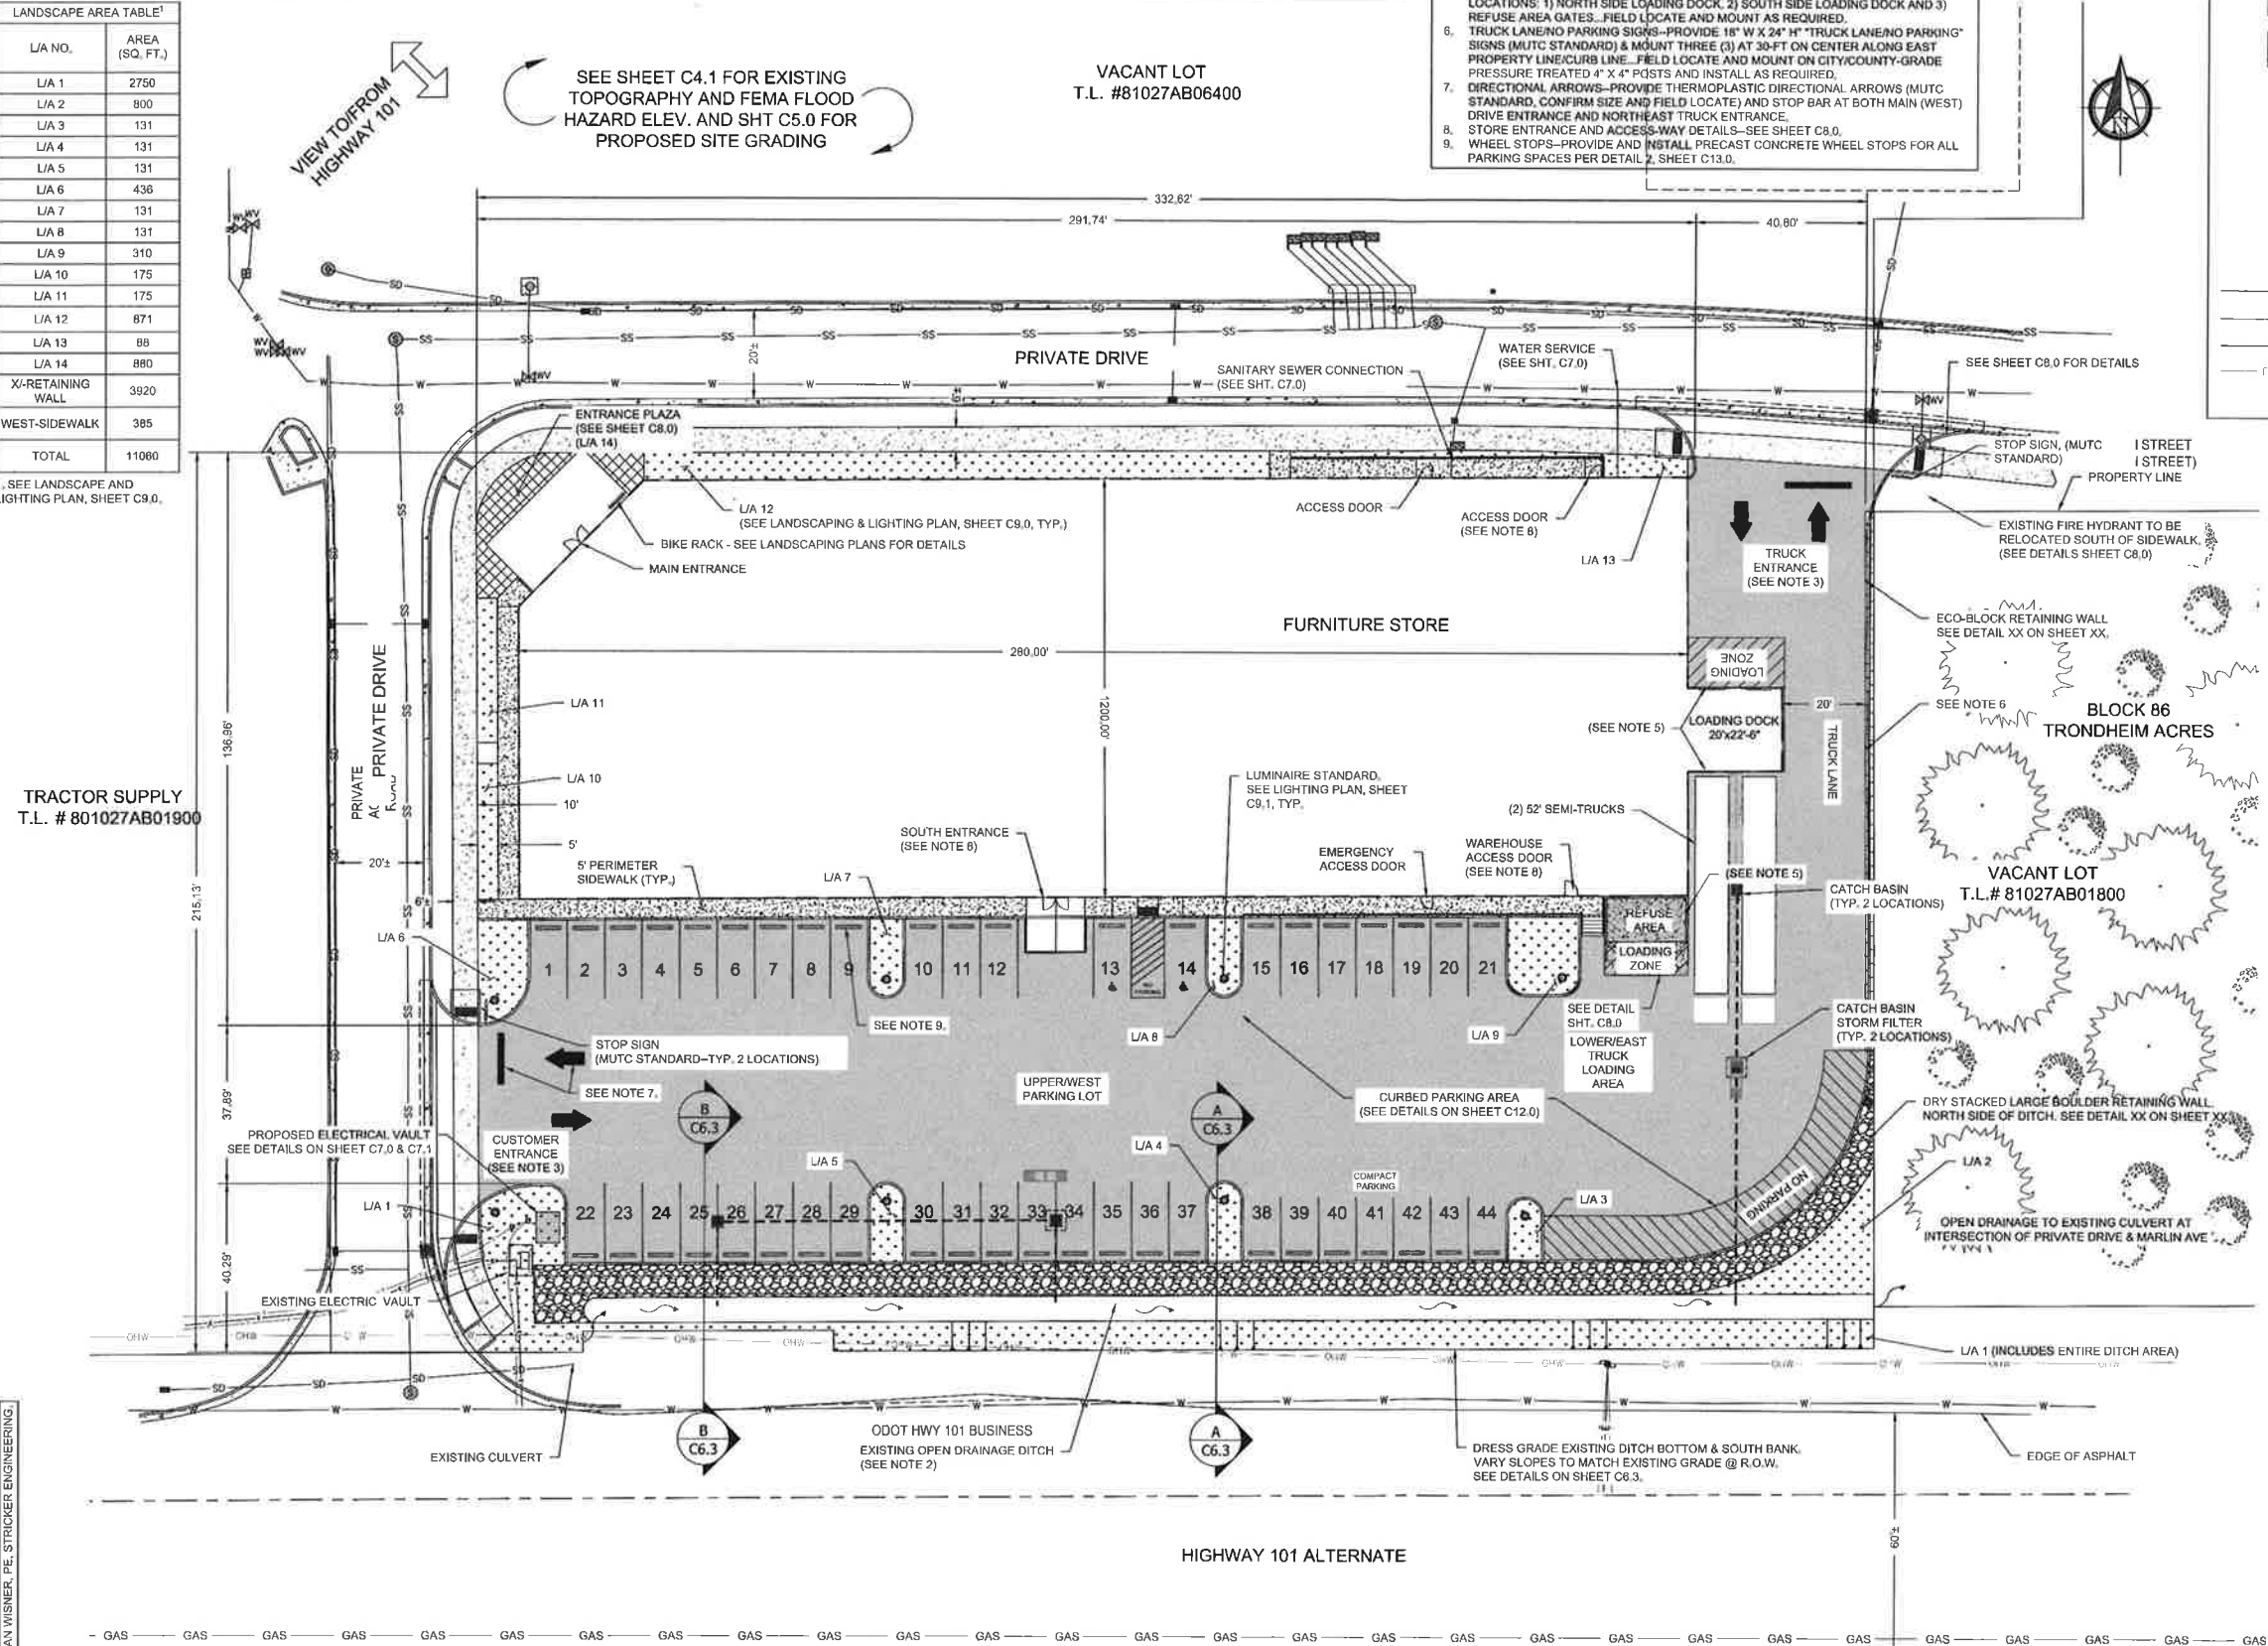 LANDSCAPE AREA TABLE¹
L/A NO. AREA (SQ. FT.)
L/A 1 2750
L/A 2 800
L/A 3 131
L/A 4 131
L/A 5 131
L/A 6 436
L/A 7 131
L/A 8 131
L/A 9 310
L/A 10 175
L/A 11 175
L/A 12 871
L/A 13 88
L/A 14 880
X/-RETAINING WALL 3920
WEST-SIDEWALK 385
TOTAL 11060
. SEE LANDSCAPE AND
IGHTING PLAN, SHEET C9.0.
VIEW TO/FROM
HIGHWAY 101
SEE SHEET C4.1 FOR EXISTING
TOPOGRAPHY AND FEMA FLOOD
HAZARD ELEV. AND SHT C5.0 FOR
PROPOSED SITE GRADING
VACANT LOT
T.L. #81027AB06400
LOCATIONS: 1) NORTH SIDE LOADING DOCK, 2) SOUTH SIDE LOADING DOCK AND 3)
REFUSE AREA GATES...FIELD LOCATE AND MOUNT AS REQUIRED.
6. TRUCK LANE/NO PARKING SIGNS--PROVIDE 18" W X 24" H" "TRUCK LANE/NO PARKING"
SIGNS (MUTC STANDARD) & MOUNT THREE (3) AT 30-FT ON CENTER ALONG EAST
PROPERTY LINE/CURB LINE...FIELD LOCATE AND MOUNT ON CITY/COUNTY-GRADE
PRESSURE TREATED 4" X 4" POSTS AND INSTALL AS REQUIRED.
7. DIRECTIONAL ARROWS--PROVIDE THERMOPLASTIC DIRECTIONAL ARROWS (MUTC
STANDARD, CONFIRM SIZE AND FIELD LOCATE) AND STOP BAR AT BOTH MAIN (WEST)
DRIVE ENTRANCE AND NORTHEAST TRUCK ENTRANCE.
8. STORE ENTRANCE AND ACCESS-WAY DETAILS--SEE SHEET C8.0.
9. WHEEL STOPS--PROVIDE AND INSTALL PRECAST CONCRETE WHEEL STOPS FOR ALL
PARKING SPACES PER DETAIL 2, SHEET C13.0.
N
332.62'
291.74'
40.80'
20'±
PRIVATE DRIVE
SANITARY SEWER CONNECTION
(SEE SHT. C7.0)
WATER SERVICE
(SEE SHT. C7.0)
SEE SHEET C8.0 FOR DETAILS
6'±
ENTRANCE PLAZA
(SEE SHEET C8.0)
(L/A 14)
L/A 12
(SEE LANDSCAPING & LIGHTING PLAN, SHEET C9.0, TYP.)
BIKE RACK - SEE LANDSCAPING PLANS FOR DETAILS
MAIN ENTRANCE
ACCESS DOOR
ACCESS DOOR
(SEE NOTE 8)
L/A 13
STOP SIGN, (MUTC
STANDARD)
I STREET
I STREET)
PROPERTY LINE
EXISTING FIRE HYDRANT TO BE
RELOCATED SOUTH OF SIDEWALK.
(SEE DETAILS SHEET C8.0)
TRUCK
ENTRANCE
(SEE NOTE 3)
ECO-BLOCK RETAINING WALL
SEE DETAIL XX ON SHEET XX.
FURNITURE STORE
280.00'
1200.00'
LOADING
ZONE
LOADING DOCK
20'x22'-6"
(SEE NOTE 5)
20'
TRUCK LANE
SEE NOTE 6
BLOCK 86
TRONDHEIM ACRES
136.96'
PRIVATE DRIVE
PRIVATE
L/A 11
L/A 10
10'
5'
TRACTOR SUPPLY
T.L. # 801027AB01900
20'±
215.13'
6'±
5' PERIMETER
SIDEWALK (TYP.)
L/A 7
SOUTH ENTRANCE
(SEE NOTE 8)
LUMINAIRE STANDARD.
SEE LIGHTING PLAN, SHEET
C9.1, TYP.
EMERGENCY
ACCESS DOOR
WAREHOUSE
ACCESS DOOR
(SEE NOTE 8)
(2) 52' SEMI-TRUCKS
(SEE NOTE 5)
CATCH BASIN
(TYP. 2 LOCATIONS)
VACANT LOT
T.L.# 81027AB01800
L/A 6
REFUSE
AREA
LOADING
ZONE
1 2 3 4 5 6 7 8 9 10 11 12 13 14 15 16 17 18 19 20 21
NO
PARKING
SEE NOTE 9.
L/A 8
L/A 9
SEE DETAIL
SHT. C8.0
LOWER/EAST
TRUCK
LOADING
AREA
CATCH BASIN
STORM FILTER
(TYP. 2 LOCATIONS)
STOP SIGN
(MUTC STANDARD--TYP. 2 LOCATIONS)
SEE NOTE 7.
37.89'
UPPER/WEST
PARKING LOT
CURBED PARKING AREA
(SEE DETAILS ON SHEET C12.0)
B
C6.3
A
C6.3
DRY STACKED LARGE BOULDER RETAINING WALL
NORTH SIDE OF DITCH. SEE DETAIL XX ON SHEET XX
PROPOSED ELECTRICAL VAULT
SEE DETAILS ON SHEET C7.0 & C7.1
CUSTOMER
ENTRANCE
(SEE NOTE 3)
L/A 5
L/A 4
COMPACT
PARKING
L/A 3
NO PARKING
L/A 2
L/A 1
22 23 24 25 26 27 28 29 30 31 32 33 34 35 36 37 38 39 40 41 42 43 44
OPEN DRAINAGE TO EXISTING CULVERT AT
INTERSECTION OF PRIVATE DRIVE & MARLIN AVE
40.29'
EXISTING ELECTRIC VAULT
L/A 1 (INCLUDES ENTIRE DITCH AREA)
EXISTING CULVERT
B
C6.3
ODOT HWY 101 BUSINESS
EXISTING OPEN DRAINAGE DITCH
(SEE NOTE 2)
A
C6.3
DRESS GRADE EXISTING DITCH BOTTOM & SOUTH BANK.
VARY SLOPES TO MATCH EXISTING GRADE @ R.O.W.
SEE DETAILS ON SHEET C6.3.
EDGE OF ASPHALT
60'±
HIGHWAY 101 ALTERNATE
AN WISNER, PE, STRICKER ENGINEERING.
GAS GAS GAS GAS GAS GAS GAS GAS GAS GAS GAS GAS GAS GAS GAS GAS GAS GAS GAS GAS GAS GAS GAS GAS GAS GAS GAS GAS